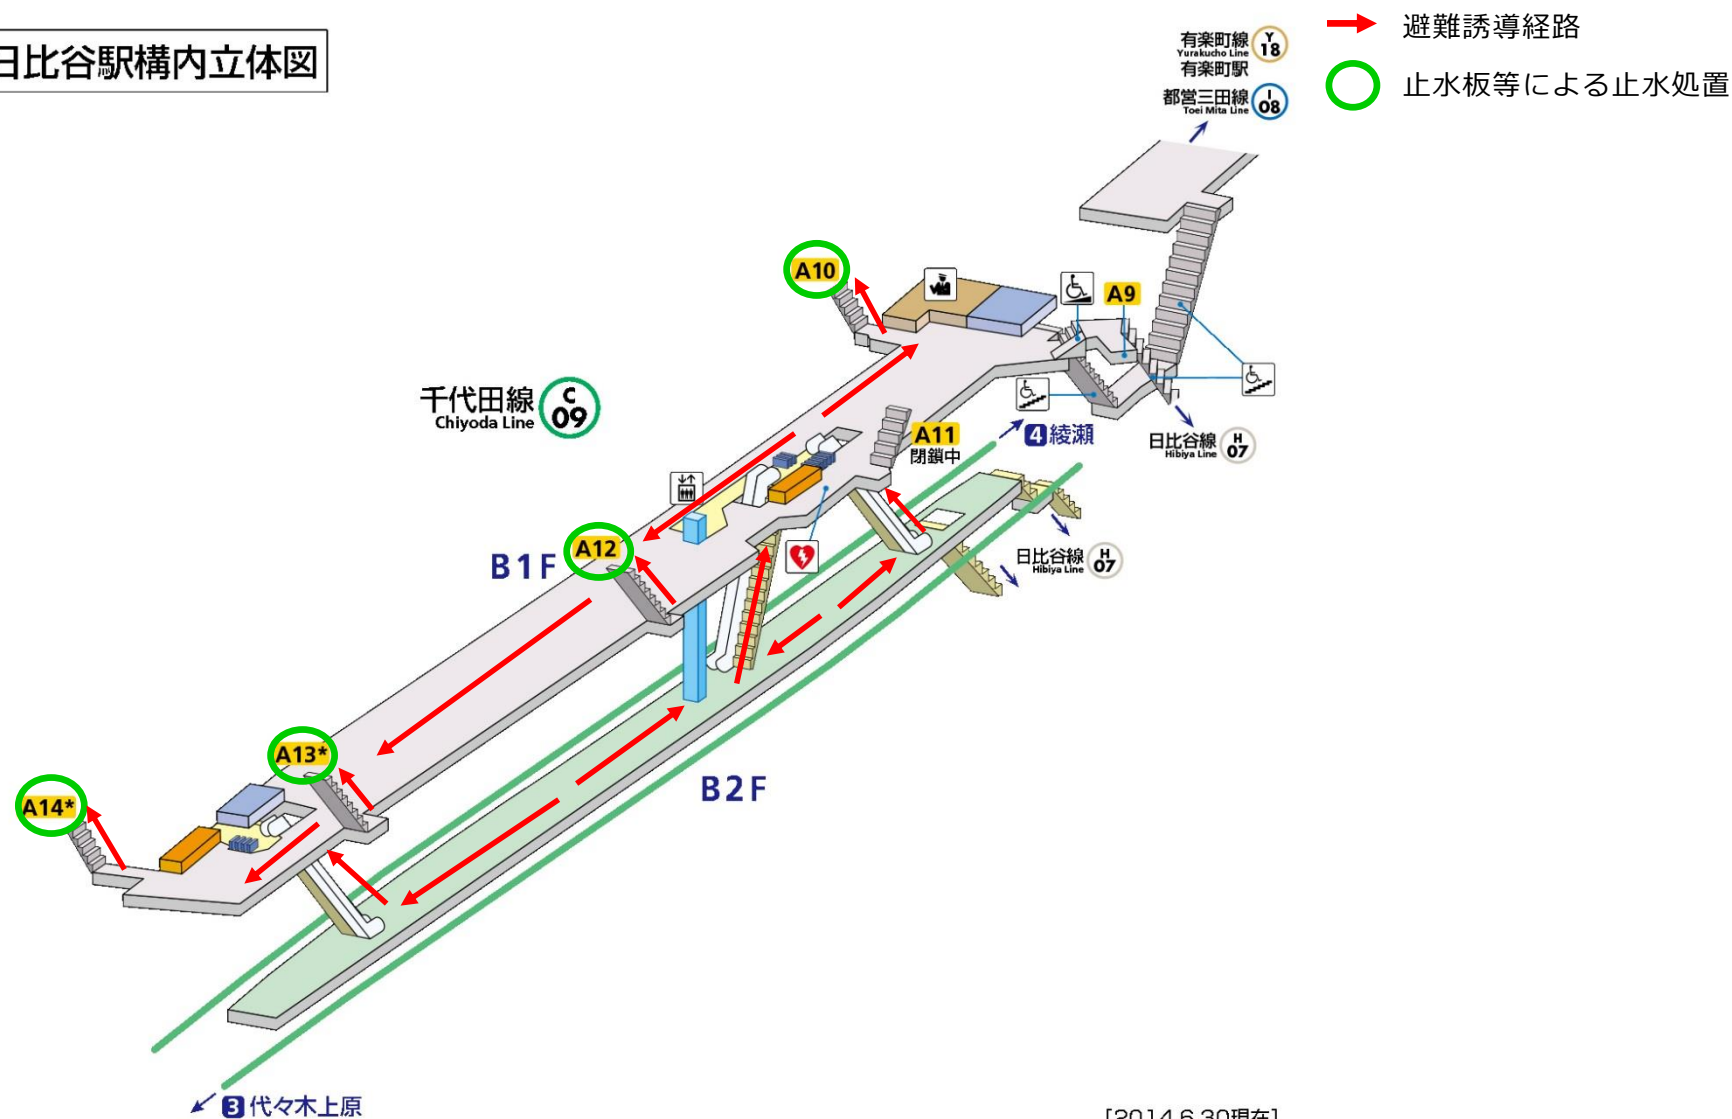 日比谷駅構内立体図
避難誘導経路
止水板等による止水処置
有楽町線 Y 18
Yurakucho Line
有楽町駅
都営三田線 I 08
Toei Mita Line
A10
A9
千代田線 C 09
Chiyoda Line
A11
閉鎖中
4 綾瀬
日比谷線 H 07
Hibiya Line
B1F
A12
日比谷線 H 07
Hibiya Line
A13*
B2F
A14*
3 代々木上原
[2014.6.30現在]